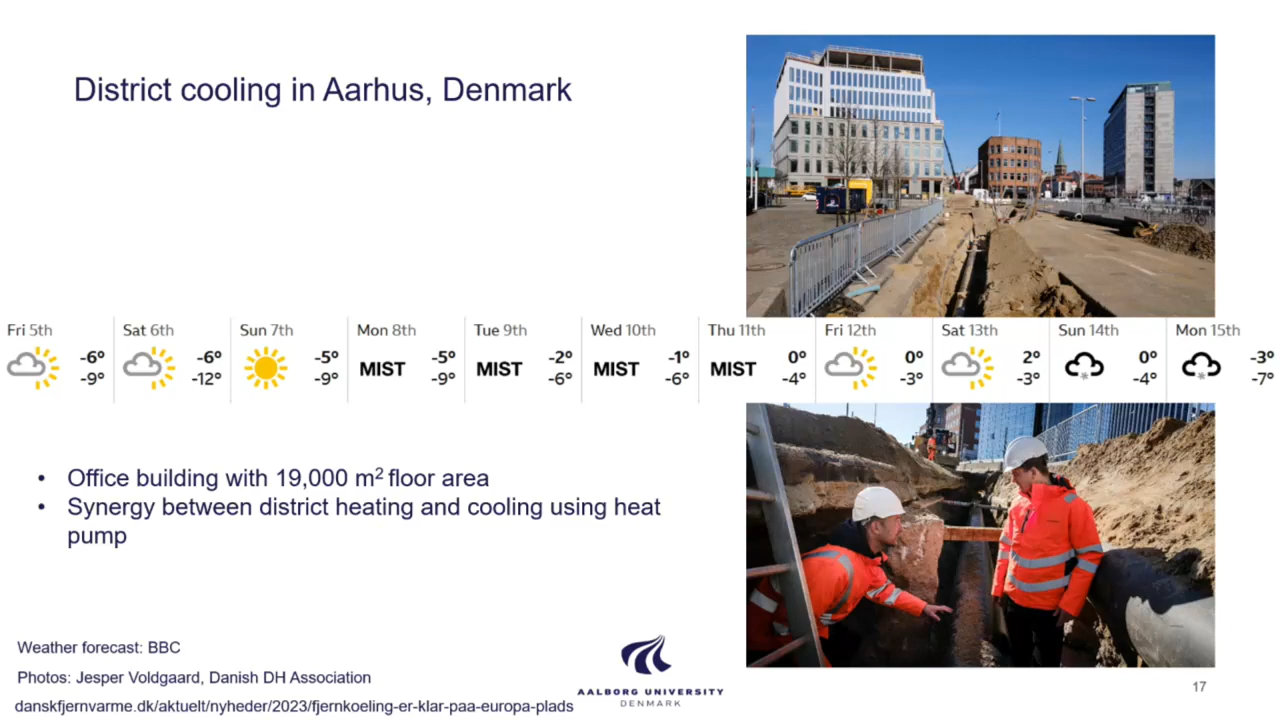 District cooling in Aarhus, Denmark
Fri 5th
-6°
-9°
Sat 6th
-6°
-12°
Sun 7th
-5°
-9°
Mon 8th
MIST
-5°
-9°
Tue 9th
MIST
-2°
-6°
Wed 10th
MIST
-1°
-6°
Thu 11th
MIST
0°
-4°
Fri 12th
0°
-3°
Sat 13th
2°
-3°
Sun 14th
0°
-4°
Mon 15th
-3°
-7°
• Office building with 19,000 m² floor area
• Synergy between district heating and cooling using heat
pump
Weather forecast: BBC
Photos: Jesper Voldgaard, Danish DH Association
danskfjernvarme.dk/aktuelt/nyheder/2023/fjernkoeling-er-klar-paa-europa-plads
AALBORG UNIVERSITY
DENMARK
17